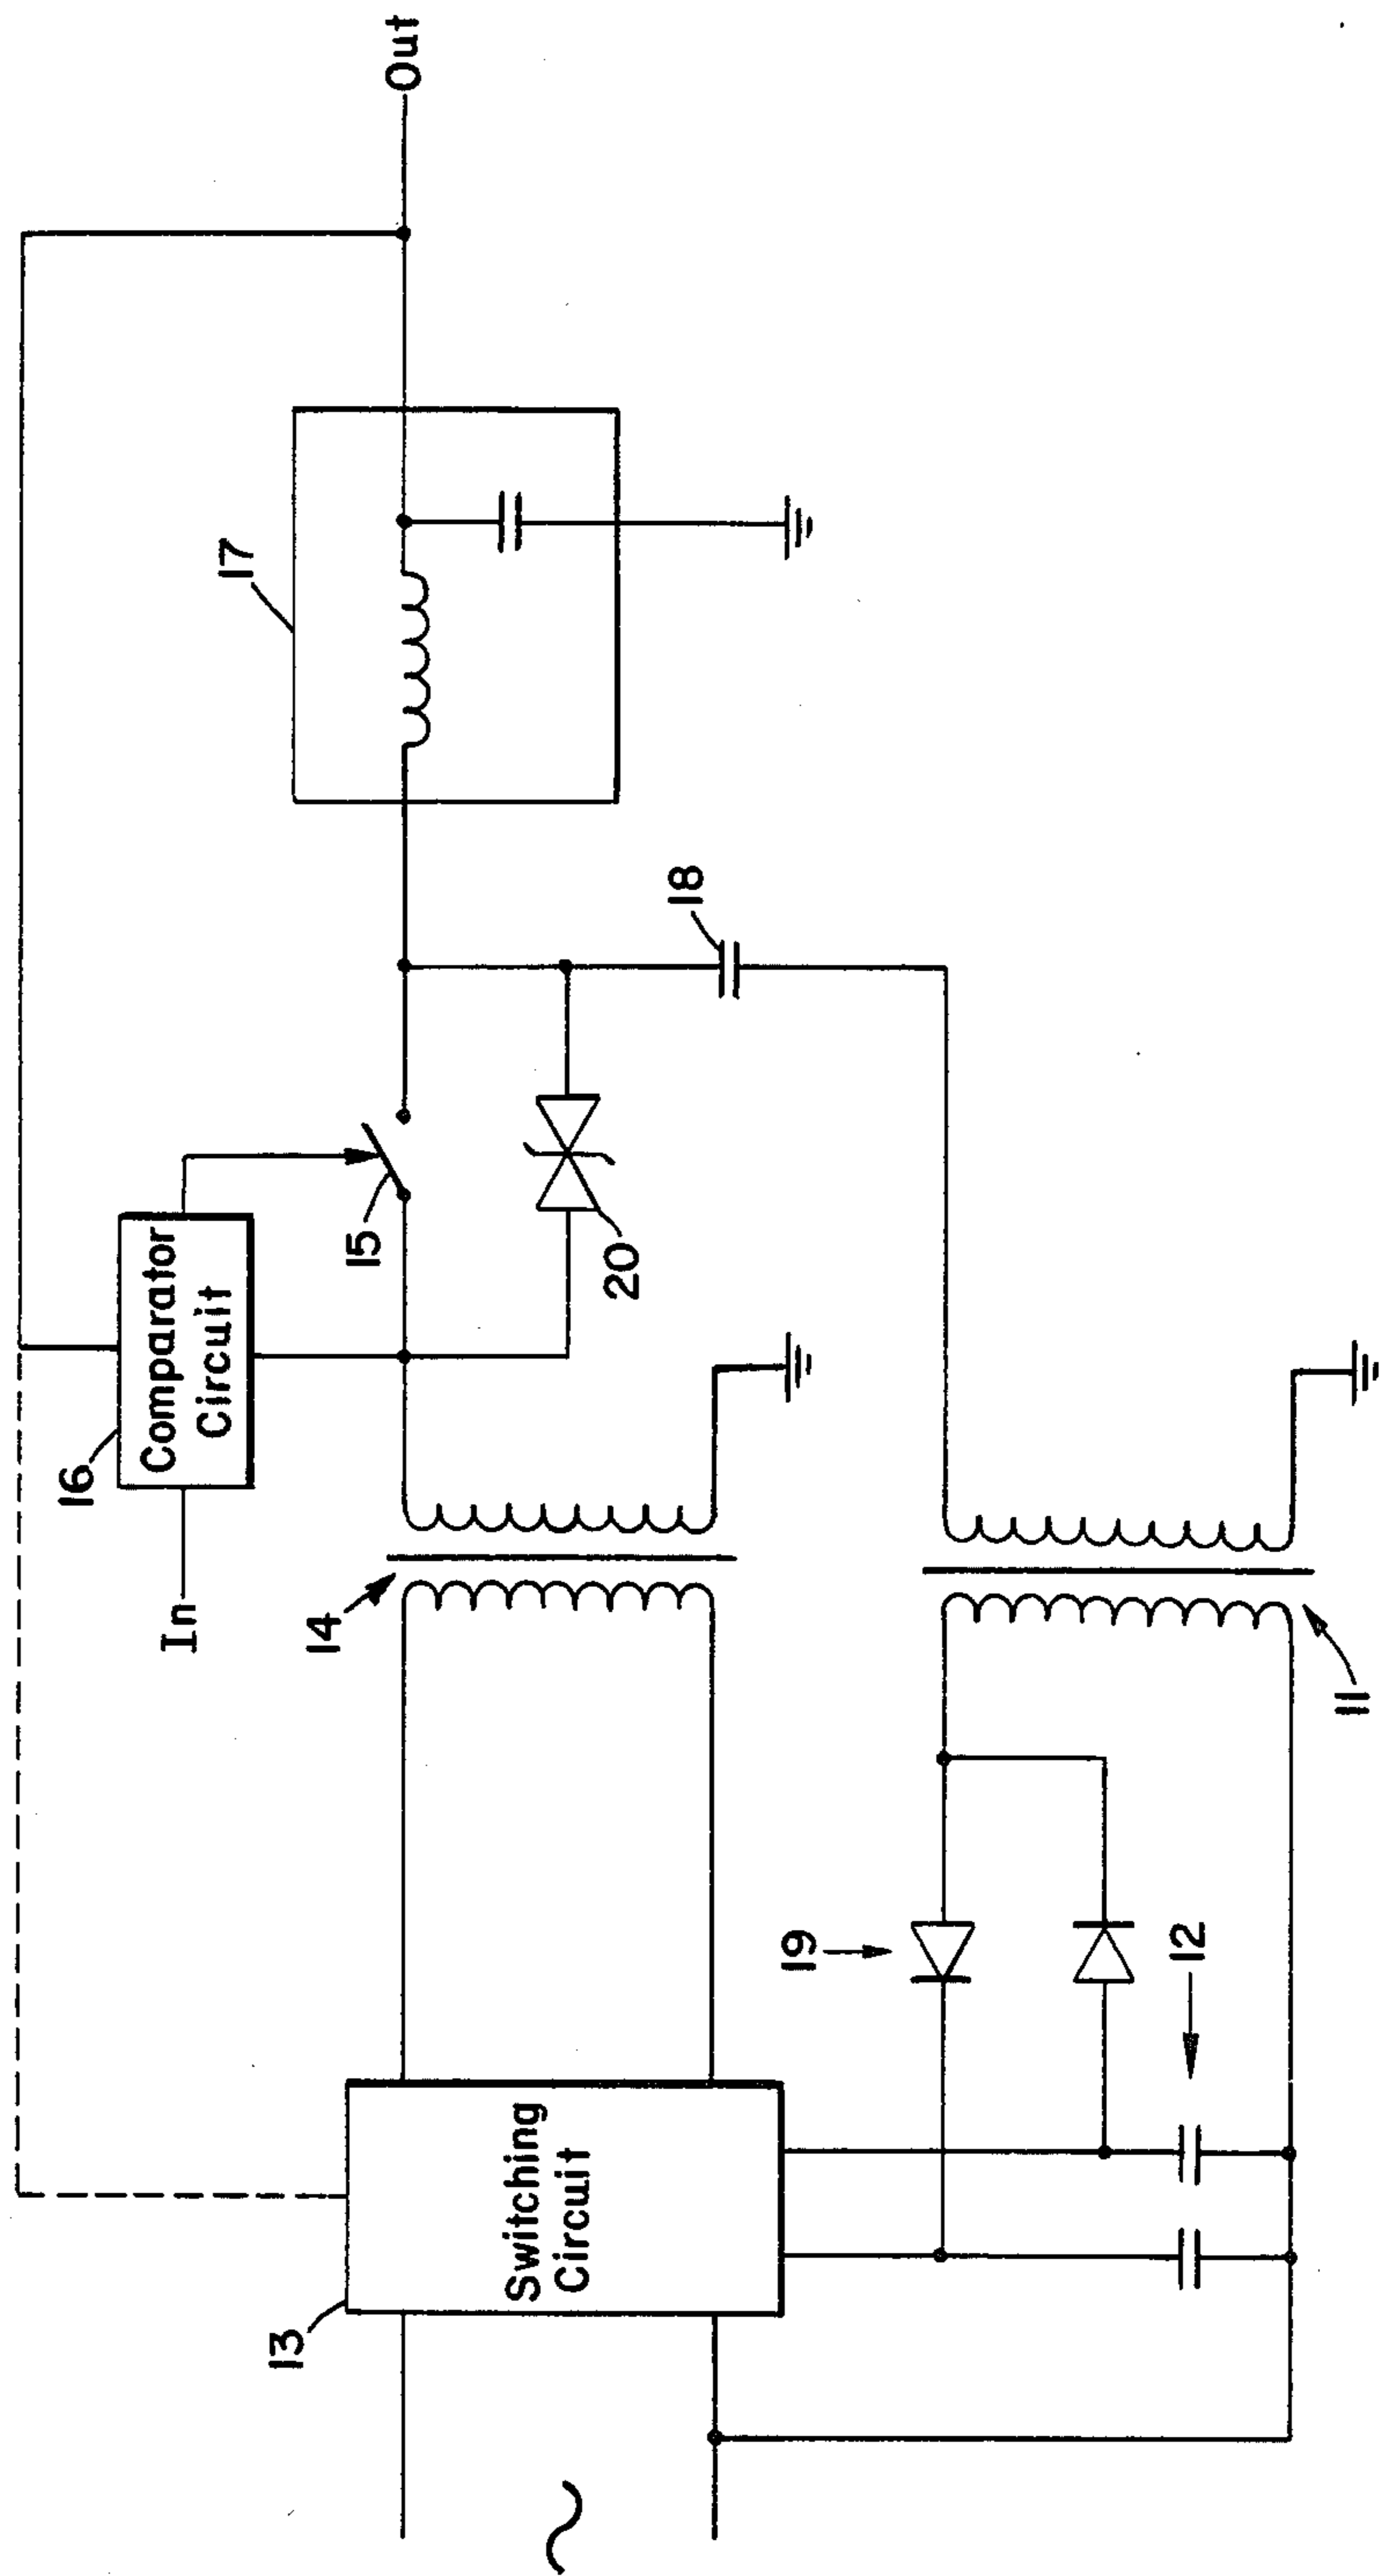 Out
17
18
16
Comparator
Circuit
In
15
20
14
11
19
12
13
Switching
Circuit